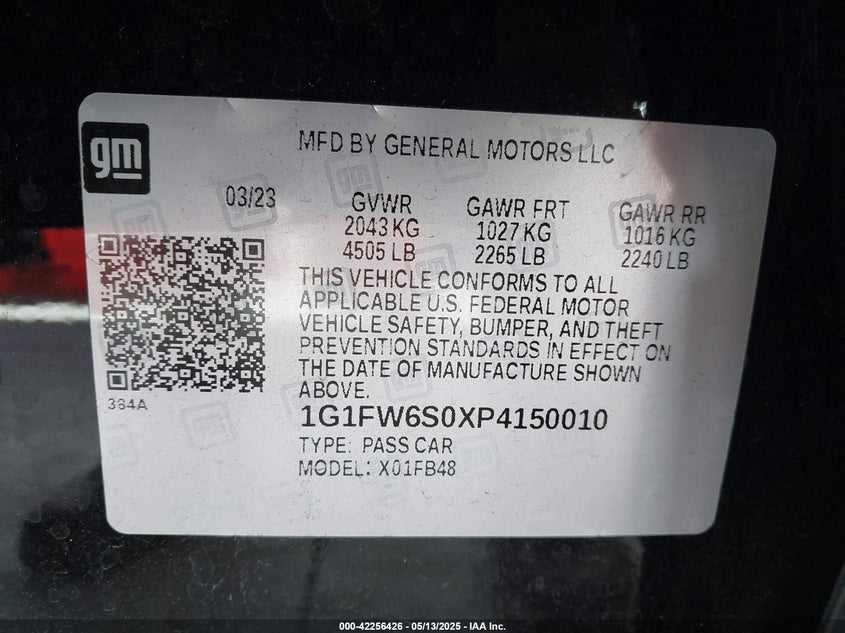 gm
MFD BY GENERAL MOTORS LLC
03/23
GVWR GAWR FRT GAWR RR
2043 KG 1027 KG 1016 KG
4505 LB 2265 LB 2240 LB
THIS VEHICLE CONFORMS TO ALL
APPLICABLE U.S. FEDERAL MOTOR
VEHICLE SAFETY, BUMPER, AND THEFT
PREVENTION STANDARDS IN EFFECT ON
THE DATE OF MANUFACTURE SHOWN
ABOVE.
384A
1G1FW6S0XP4150010
TYPE: PASS CAR
MODEL: X01FB48
000-42256426 - 05/13/2025 - IAA Inc.